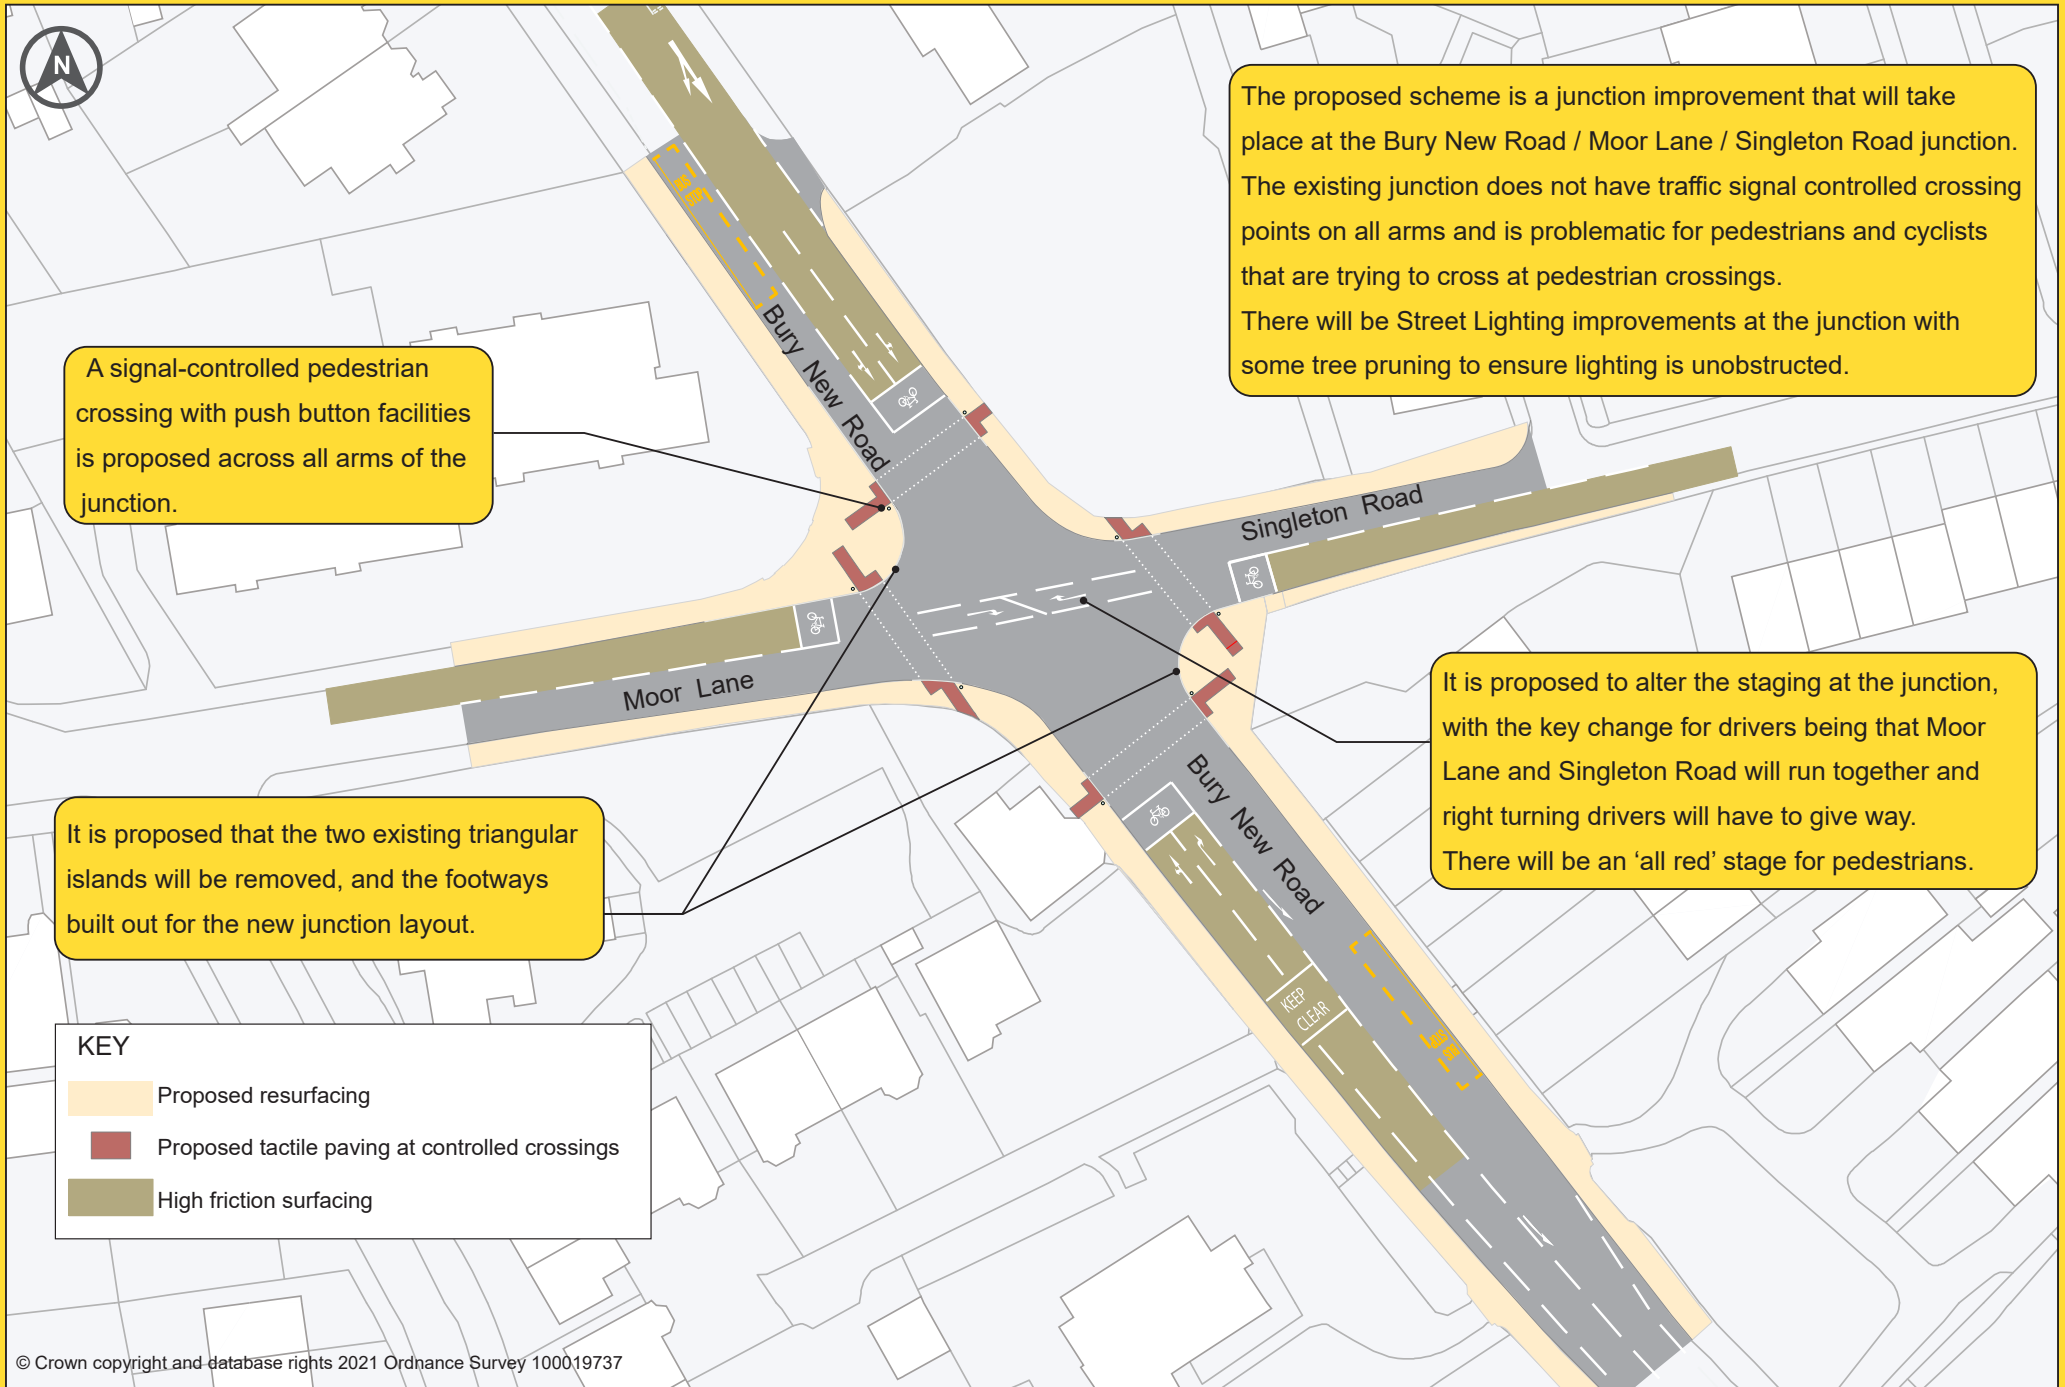 N
The proposed scheme is a junction improvement that will take
place at the Bury New Road / Moor Lane / Singleton Road junction.
The existing junction does not have traffic signal controlled crossing
points on all arms and is problematic for pedestrians and cyclists
that are trying to cross at pedestrian crossings.
There will be Street Lighting improvements at the junction with
some tree pruning to ensure lighting is unobstructed.
BUS
STOP
Bury New Road
A signal-controlled pedestrian
crossing with push button facilities
is proposed across all arms of the
junction.
Singleton Road
Moor Lane
It is proposed to alter the staging at the junction,
with the key change for drivers being that Moor
Lane and Singleton Road will run together and
right turning drivers will have to give way.
There will be an ‘all red’ stage for pedestrians.
Bury New Road
It is proposed that the two existing triangular
islands will be removed, and the footways
built out for the new junction layout.
KEEP
CLEAR
BUS
STOP
KEY
Proposed resurfacing
Proposed tactile paving at controlled crossings
High friction surfacing
© Crown copyright and database rights 2021 Ordnance Survey 100019737